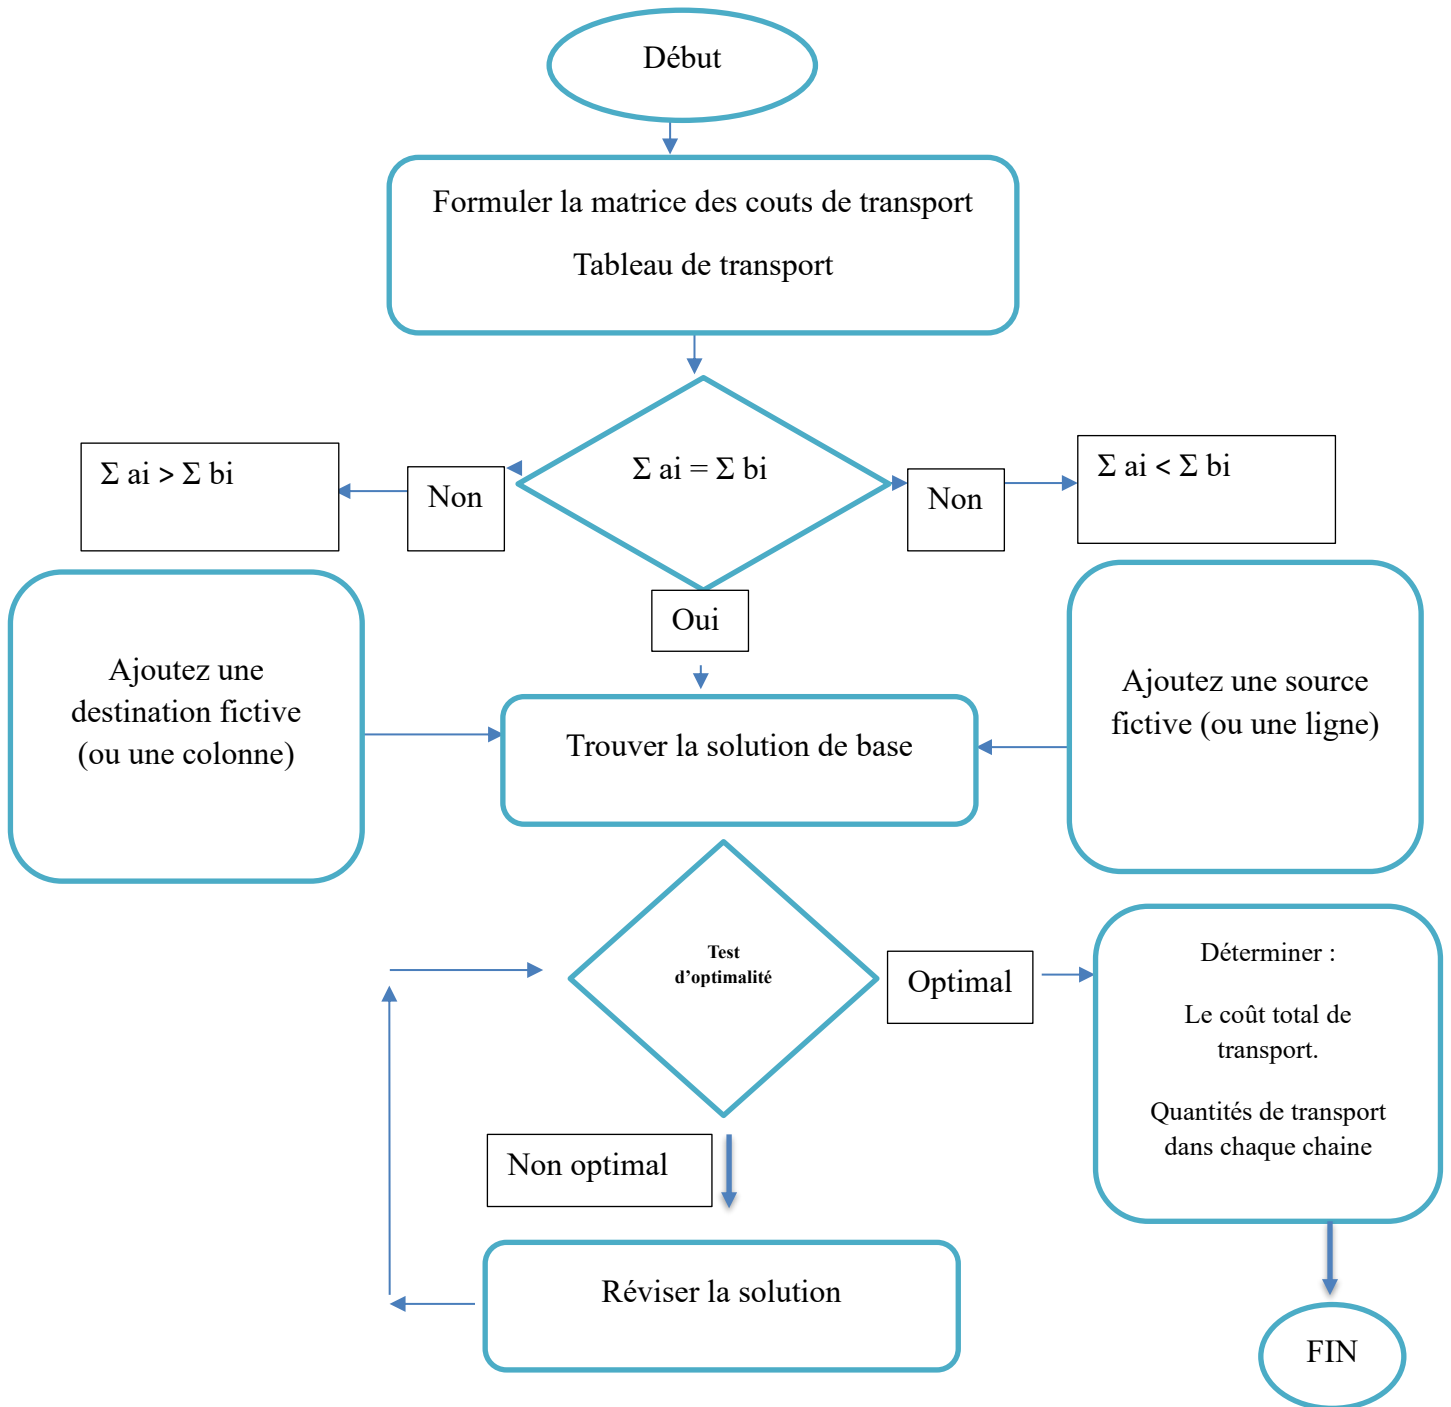 Début
Formuler la matrice des couts de transport
Tableau de transport
Σ ai > Σ bi
Non
Σ ai = Σ bi
Non
Σ ai < Σ bi
Oui
Ajoutez une
destination fictive
(ou une colonne)
Trouver la solution de base
Ajoutez une source
fictive (ou une ligne)
Test
d’optimalité
Optimal
Déterminer :
Le coût total de
transport.
Quantités de transport
dans chaque chaine
Non optimal
Réviser la solution
FIN